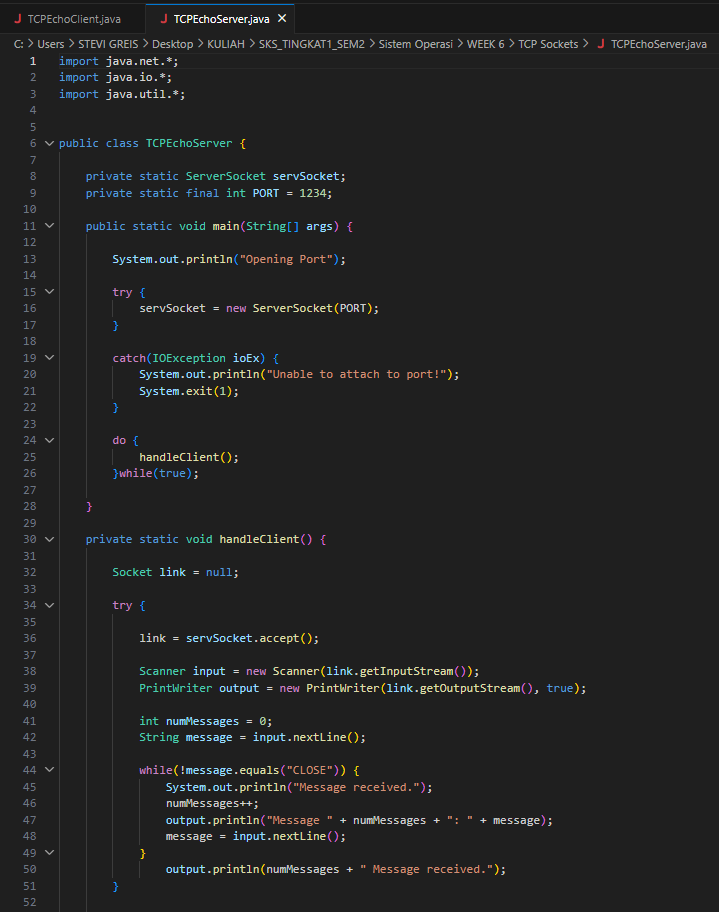 J TCPEchoClient.java
J TCPEchoServer.java ×
C: > Users > STEVI GREIS > Desktop > KULIAH > SKS_TINGKAT1_SEM2 > Sistem Operasi > WEEK 6 > TCP Sockets > J TCPEchoServer.java
1 import java.net.*;
2 import java.io.*;
3 import java.util.*;
4
5
6 public class TCPEchoServer {
7
8 private static ServerSocket servSocket;
9 private static final int PORT = 1234;
10
11 public static void main(String[] args) {
12
13 System.out.println("Opening Port");
14
15 try {
16 servSocket = new ServerSocket(PORT);
17 }
18
19 catch(IOException ioEx) {
20 System.out.println("Unable to attach to port!");
21 System.exit(1);
22 }
23
24 do {
25 handleClient();
26 }while(true);
27
28 }
29
30 private static void handleClient() {
31
32 Socket link = null;
33
34 try {
35
36 link = servSocket.accept();
37
38 Scanner input = new Scanner(link.getInputStream());
39 PrintWriter output = new PrintWriter(link.getOutputStream(), true);
40
41 int numMessages = 0;
42 String message = input.nextLine();
43
44 while(!message.equals("CLOSE")) {
45 System.out.println("Message received.");
46 numMessages++;
47 output.println("Message " + numMessages + ": " + message);
48 message = input.nextLine();
49 }
50 output.println(numMessages + " Message received.");
51 }
52